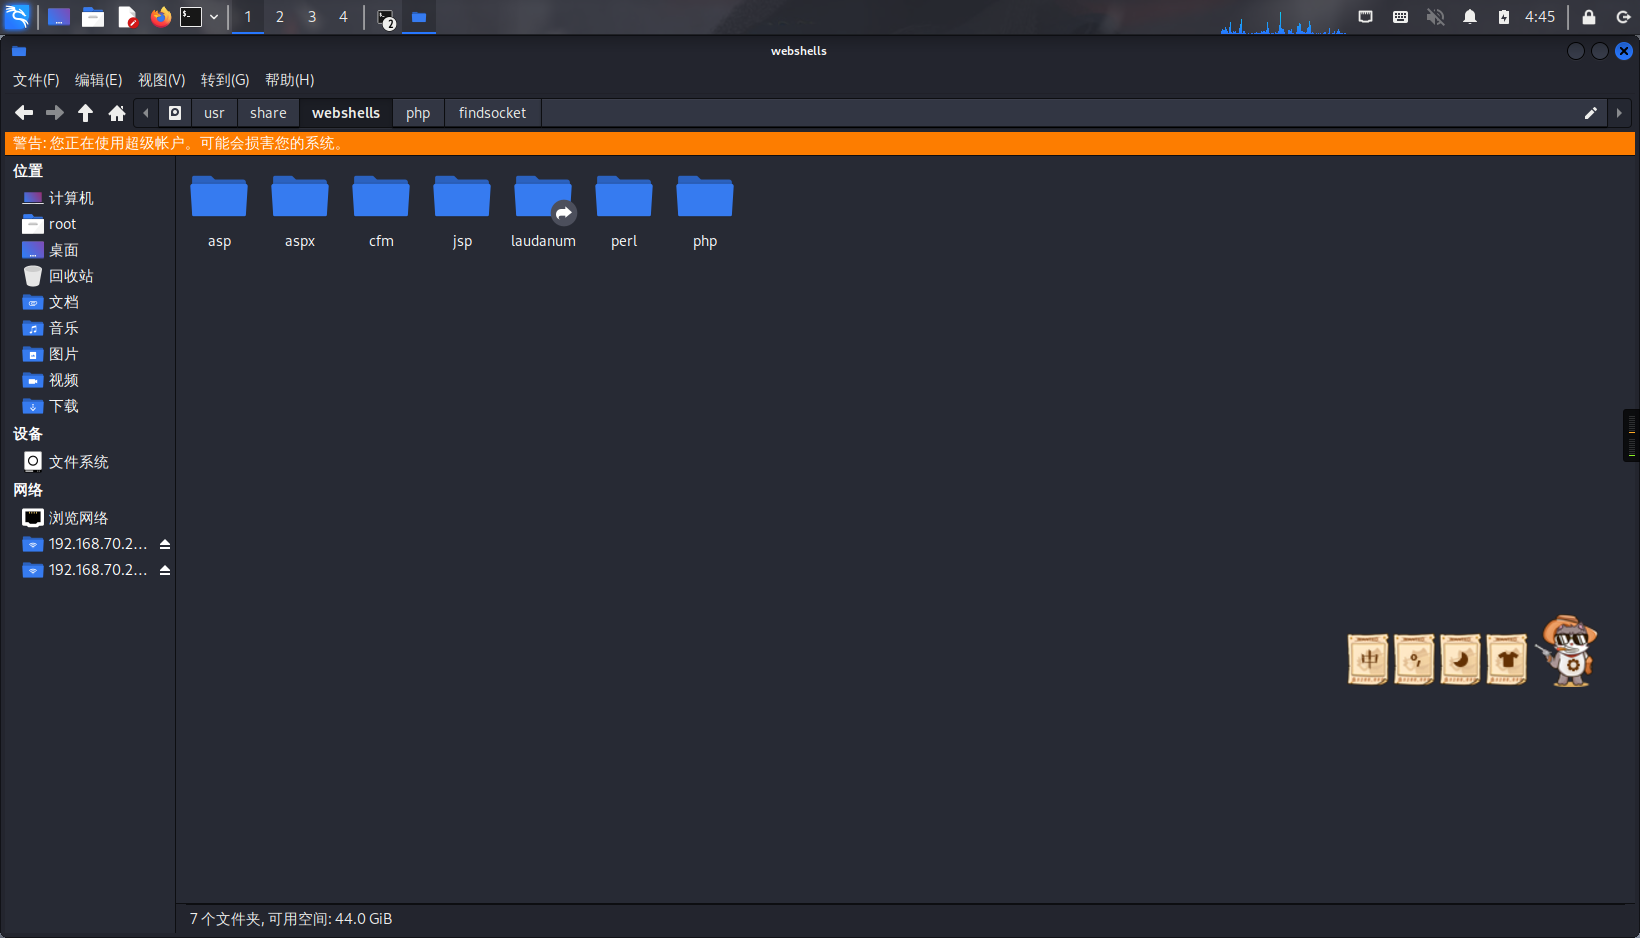 1 2 3 4 2 4:45
webshells
文件(F) 编辑(E) 视图(V) 转到(G) 帮助(H)
usr share webshells php findsocket
警告: 您正在使用超级帐户。可能会损害您的系统。
位置
计算机
root
桌面
回收站
文档
音乐
图片
视频
下载
设备
文件系统
网络
浏览网络
192.168.70.2...
192.168.70.2...
asp aspx cfm jsp laudanum perl php
中
7 个文件夹, 可用空间: 44.0 GiB